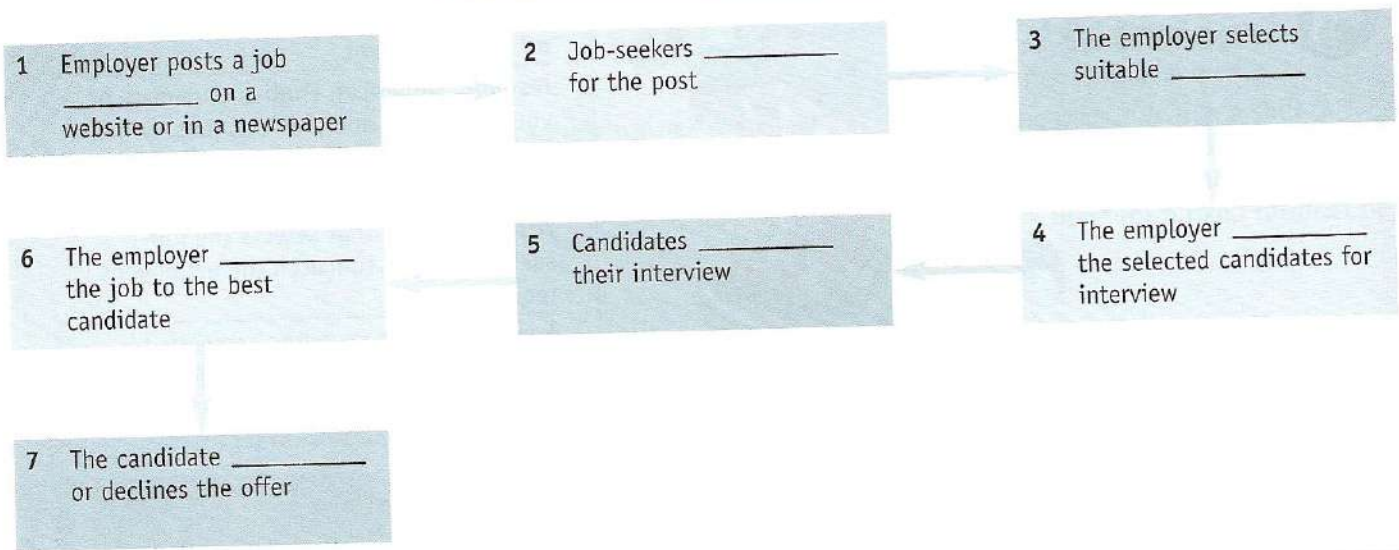 1 Employer posts a job
__________ on a
website or in a newspaper
2 Job-seekers __________
for the post
3 The employer selects
suitable __________
4 The employer __________
the selected candidates for
interview
5 Candidates __________
their interview
6 The employer __________
the job to the best
candidate
7 The candidate __________
or declines the offer